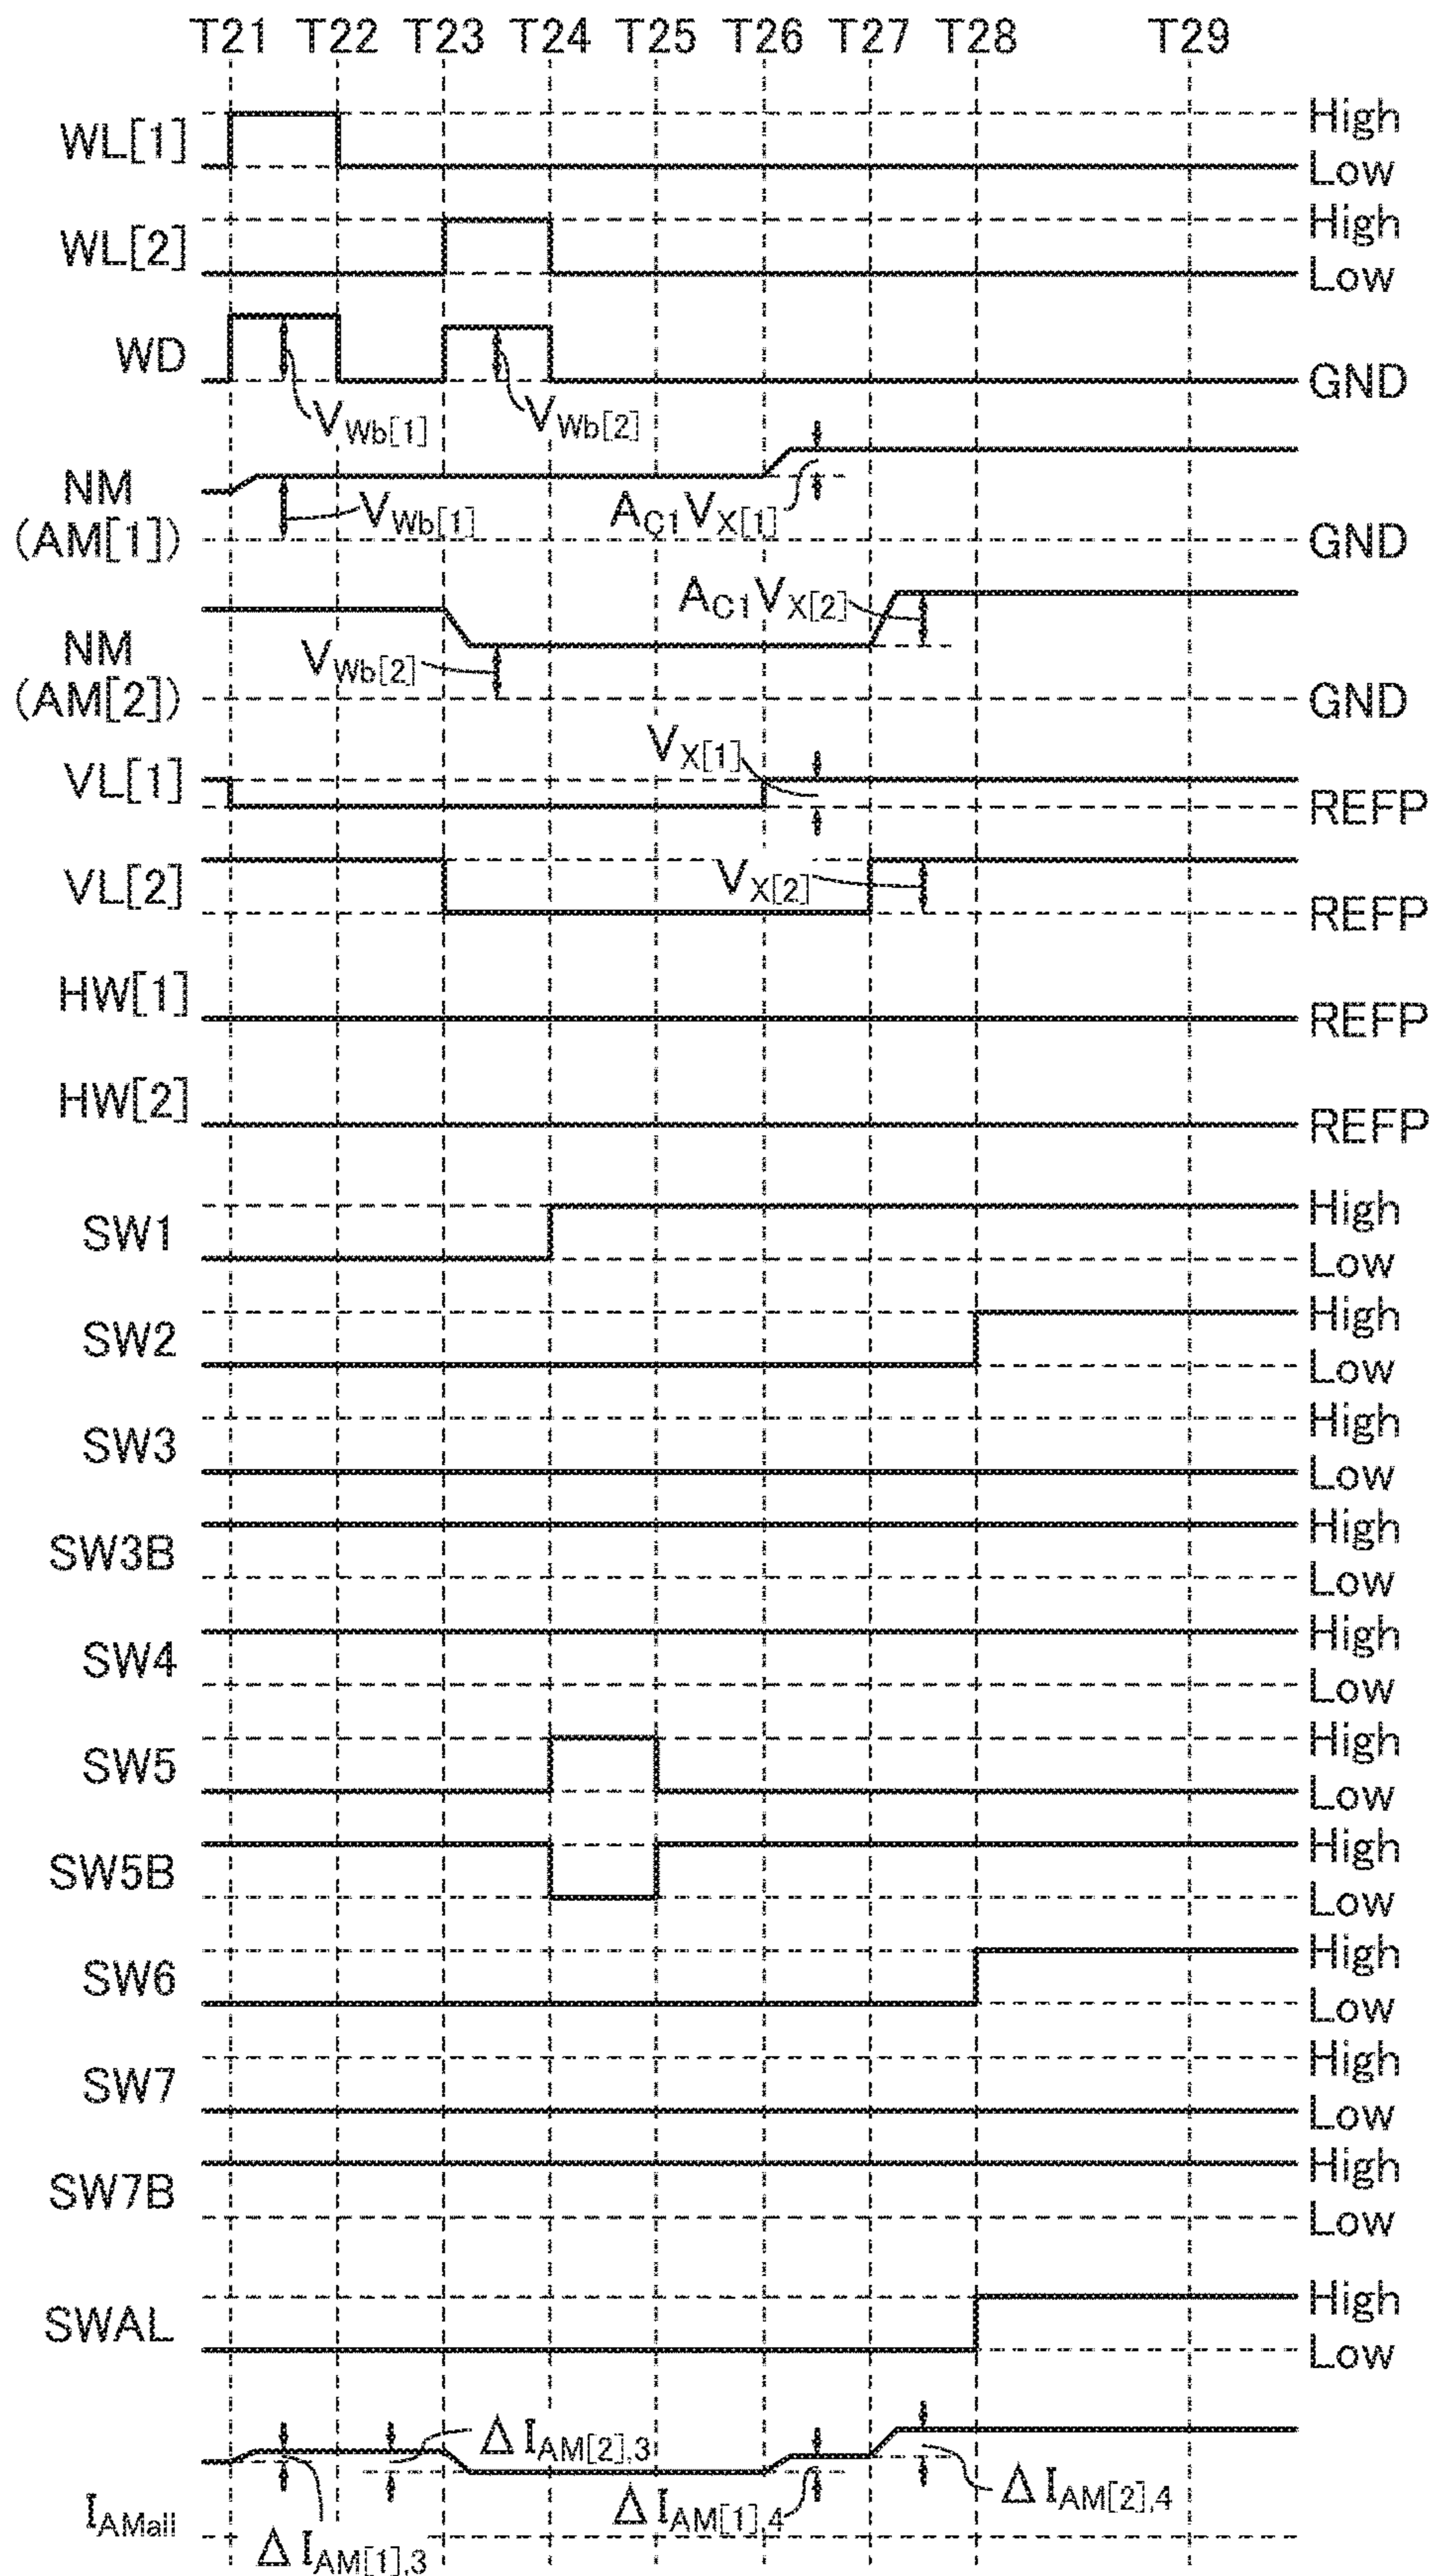 T21 T22 T23 T24 T25 T26 T27 T28 T29
WL[1] High
Low
WL[2] High
Low
WD GND
VWb[1] VWb[2]
NM
(AM[1]) VWb[1] AC1VX[1] GND
AC1VX[2]
NM
(AM[2]) VWb[2] GND
VX[1]
VL[1] REFP
VL[2] VX[2] REFP
HW[1] REFP
HW[2] REFP
SW1 High
Low
SW2 High
Low
SW3 High
Low
SW3B High
Low
SW4 High
Low
SW5 High
Low
SW5B High
Low
SW6 High
Low
SW7 High
Low
SW7B High
Low
SWAL High
Low
ΔIAM[2],3
ΔIAM[2],4
IAMall ΔIAM[1],4
ΔIAM[1],3